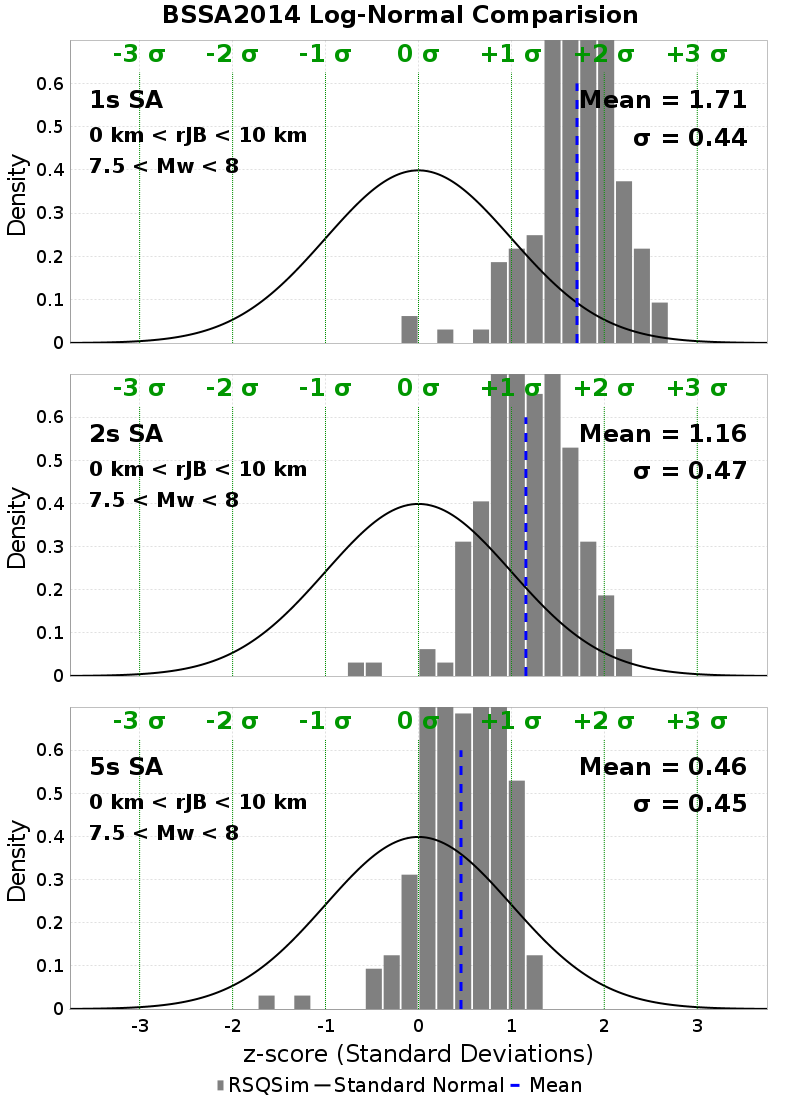 BSSA2014 Log-Normal Comparision
-3 σ -2 σ -1 σ 0 σ +1 σ +2 σ +3 σ
1s SA
0 km < rJB < 10 km
7.5 < Mw < 8
Mean = 1.71
σ = 0.44
Density
0.6
0.5
0.4
0.3
0.2
0.1
0
-3 σ -2 σ -1 σ 0 σ +1 σ +2 σ +3 σ
2s SA
0 km < rJB < 10 km
7.5 < Mw < 8
Mean = 1.16
σ = 0.47
Density
0.6
0.5
0.4
0.3
0.2
0.1
0
-3 σ -2 σ -1 σ 0 σ +1 σ +2 σ +3 σ
5s SA
0 km < rJB < 10 km
7.5 < Mw < 8
Mean = 0.46
σ = 0.45
Density
0.6
0.5
0.4
0.3
0.2
0.1
0
-3 -2 -1 0 1 2 3
z-score (Standard Deviations)
RSQSim Standard Normal Mean